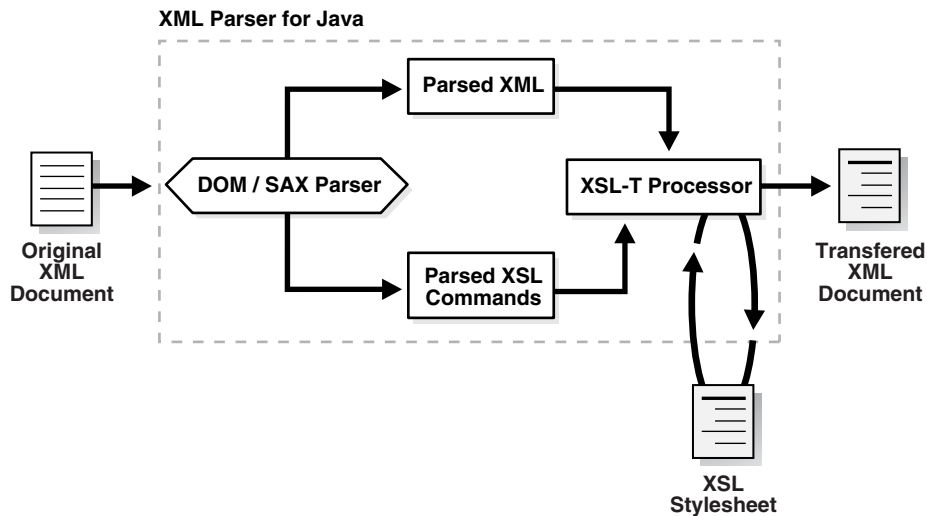 XML Parser for Java
Parsed XML
DOM / SAX Parser
XSL-T Processor
Original
XML
Document
Parsed XSL
Commands
Transfered
XML
Document
XSL
Stylesheet